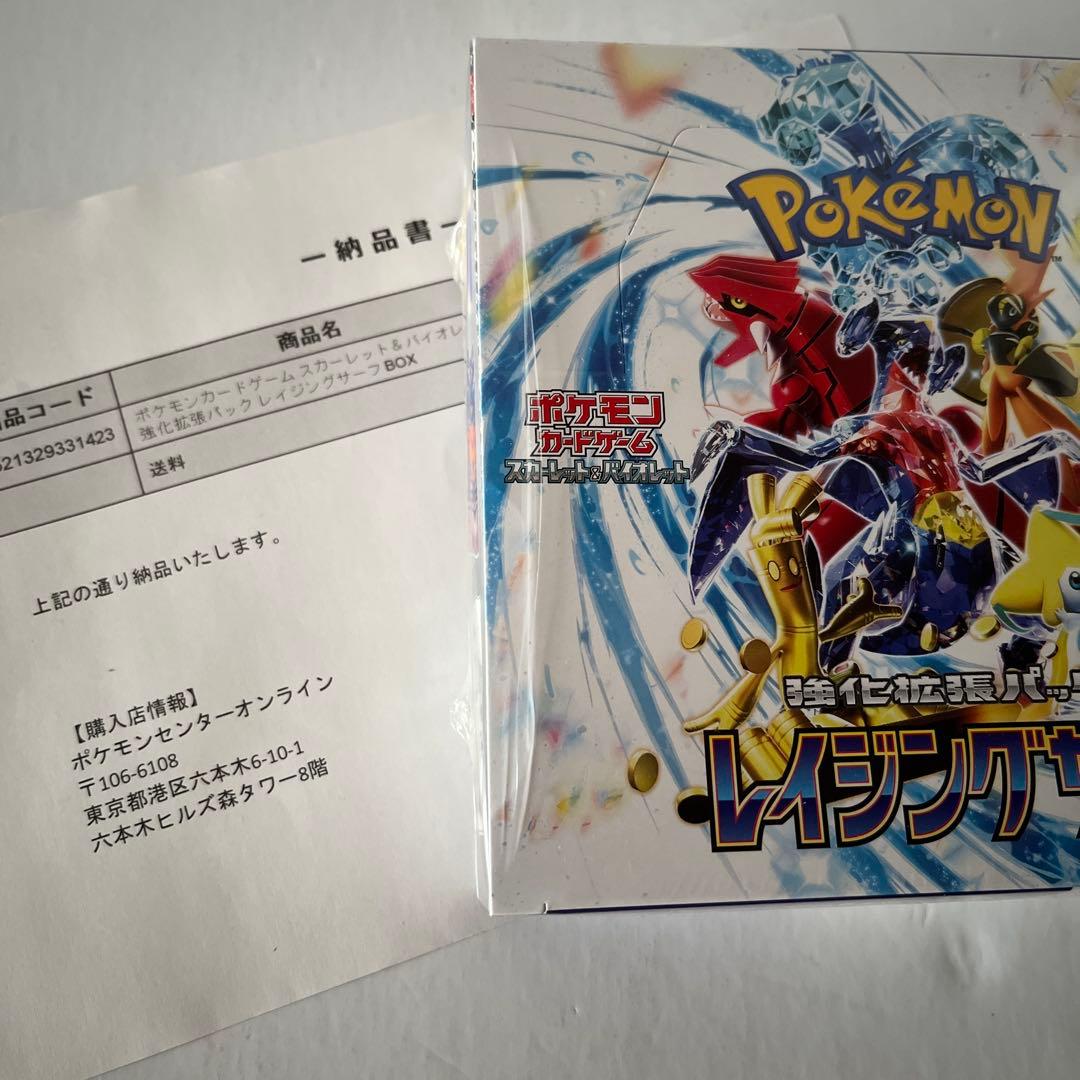 ー納品書ー
品コード
商品名
521329331423
ポケモンカードゲーム スカーレット＆バイオレ
強化拡張パック レイジングサーフBOX
送料
上記の通り納品いたします。
【購入店情報】
ポケモンセンターオンライン
〒106-6108
東京都港区六本木6-10-1
六本木ヒルズ森タワー8階
POKéMON
TM
ポケモン
カードゲーム
スカーレット&バイオレット
強化拡張パック
レイジングサ